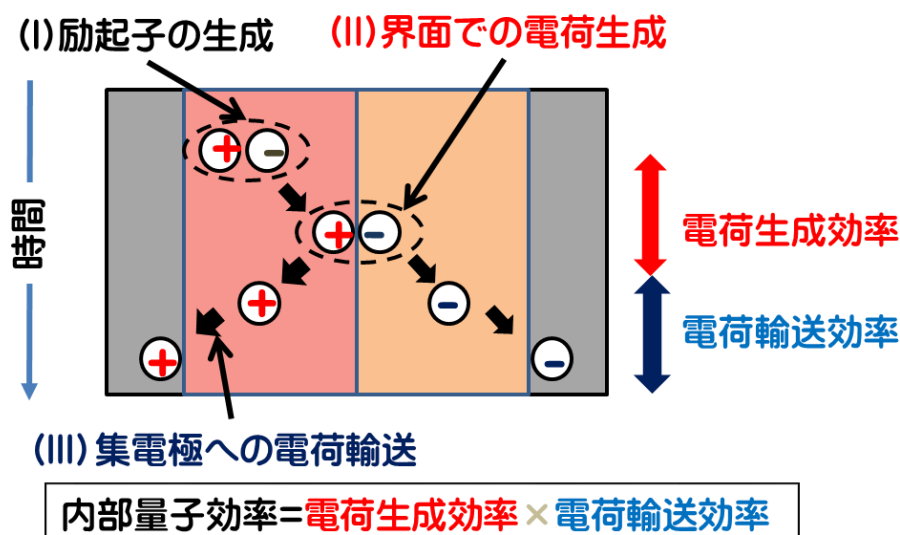 (I)励起子の生成
(II)界面での電荷生成
時間
+ -
+ -
+
-
+
-
電荷生成効率
電荷輸送効率
(III)集電極への電荷輸送
内部量子効率=電荷生成効率×電荷輸送効率